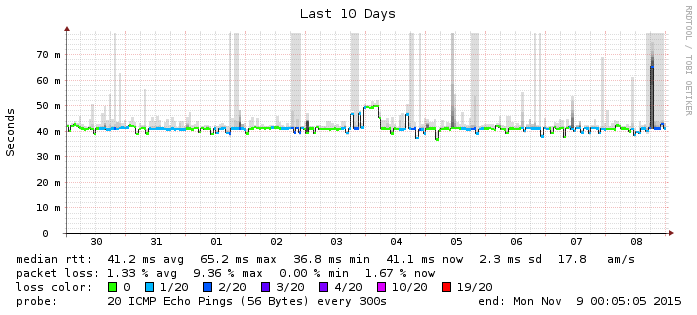 Last 10 Days
RRDTOOL / TOBI OETIKER
Seconds
70 m
60 m
50 m
40 m
30 m
20 m
10 m
0
30 31 01 02 03 04 05 06 07 08
median rtt: 41.2 ms avg 65.2 ms max 36.8 ms min 41.1 ms now 2.3 ms sd 17.8 am/s
packet loss: 1.33 % avg 9.36 % max 0.00 % min 1.67 % now
loss color: 0 1/20 2/20 3/20 4/20 10/20 19/20
probe: 20 ICMP Echo Pings (56 Bytes) every 300s end: Mon Nov 9 00:05:05 2015